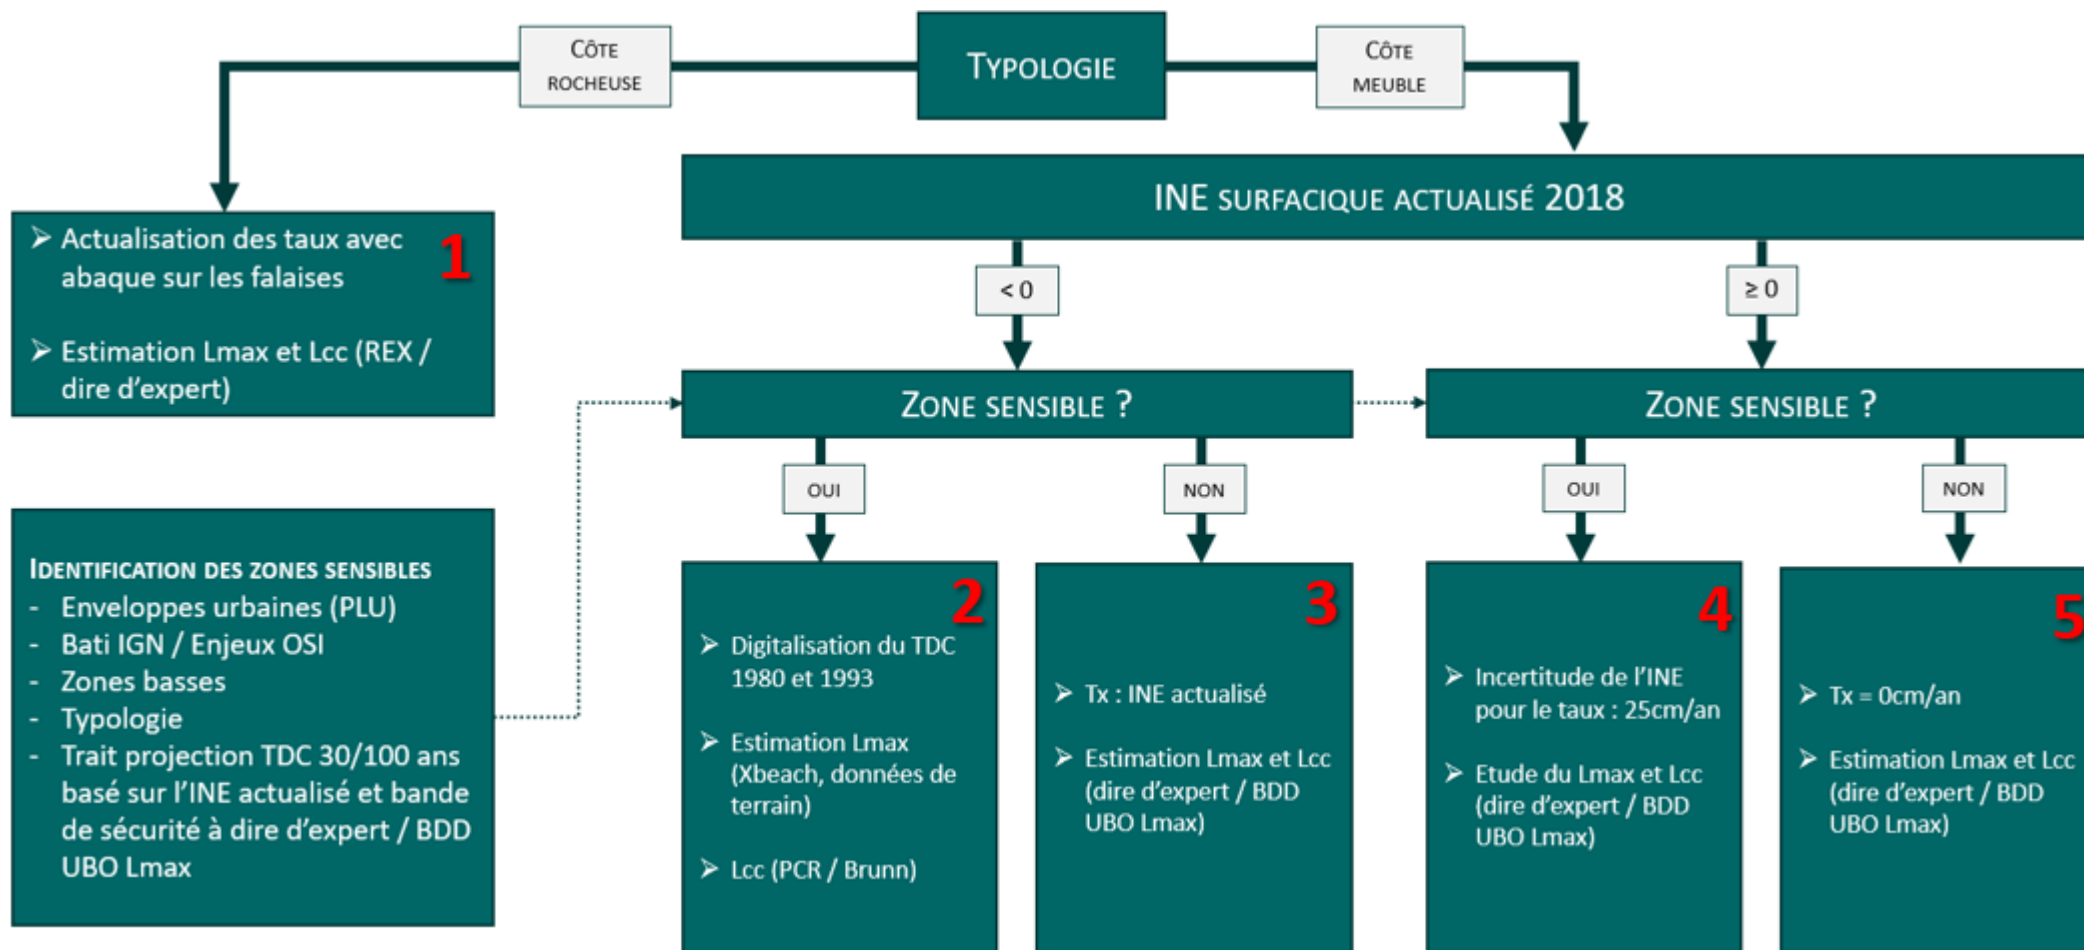 CÔTE
ROCHEUSE
TYPOLOGIE
CÔTE
MEUBLE
INE SURFACIQUE ACTUALISÉ 2018
1
➢ Actualisation des taux avec
abaque sur les falaises
➢ Estimation Lmax et Lcc (REX /
dire d'expert)
< 0
≥ 0
ZONE SENSIBLE ?
ZONE SENSIBLE ?
OUI
NON
OUI
NON
IDENTIFICATION DES ZONES SENSIBLES
- Enveloppes urbaines (PLU)
- Bati IGN / Enjeux OSI
- Zones basses
- Typologie
- Trait projection TDC 30/100 ans
basé sur l'INE actualisé et bande
de sécurité à dire d'expert / BDD
UBO Lmax
2
➢ Digitalisation du TDC
1980 et 1993
➢ Estimation Lmax
(Xbeach, données de
terrain)
➢ Lcc (PCR / Brunn)
3
➢ Tx : INE actualisé
➢ Estimation Lmax et Lcc
(dire d'expert / BDD
UBO Lmax)
4
➢ Incertitude de l'INE
pour le taux : 25cm/an
➢ Etude du Lmax et Lcc
(dire d'expert / BDD
UBO Lmax)
5
➢ Tx = 0cm/an
➢ Estimation Lmax et Lcc
(dire d'expert / BDD
UBO Lmax)